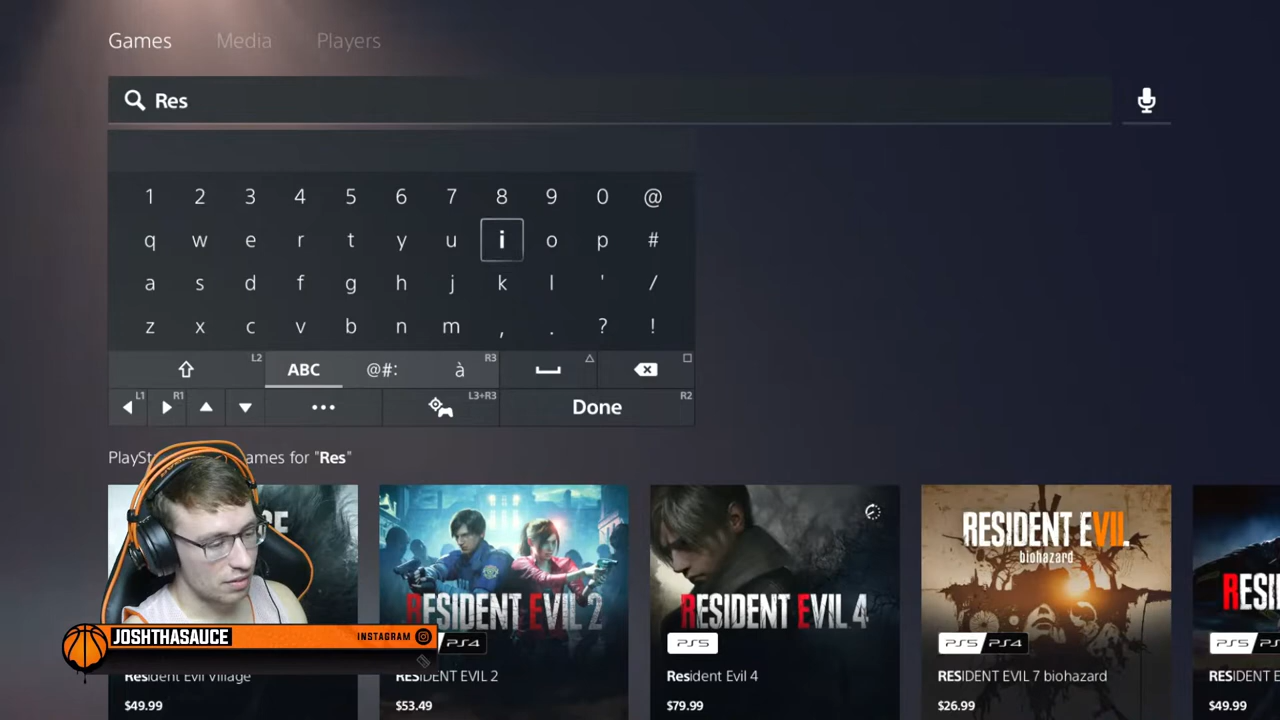 Games Media Players
Res
1 2 3 4 5 6 7 8 9 0 @
q w e r t y u i o p #
a s d f g h j k l ' /
z x c v b n m , . ? !
L2 ABC @#: à R3 △ □
L1 R1 ... L3+R3 Done R2
ames for "Res"
RESIDENT EVIL 2
RESIDENT EVIL 4
RESIDENT EVII.
biohazard
JOSHTHASAUCE INSTAGRAM
PS4
PS5
PS5 PS4
PS5
Resident Evil Village
RESIDENT EVIL 2
Resident Evil 4
RESIDENT EVIL 7 biohazard
RESIDENT E
$49.99
$53.49
$79.99
$26.99
$49.99